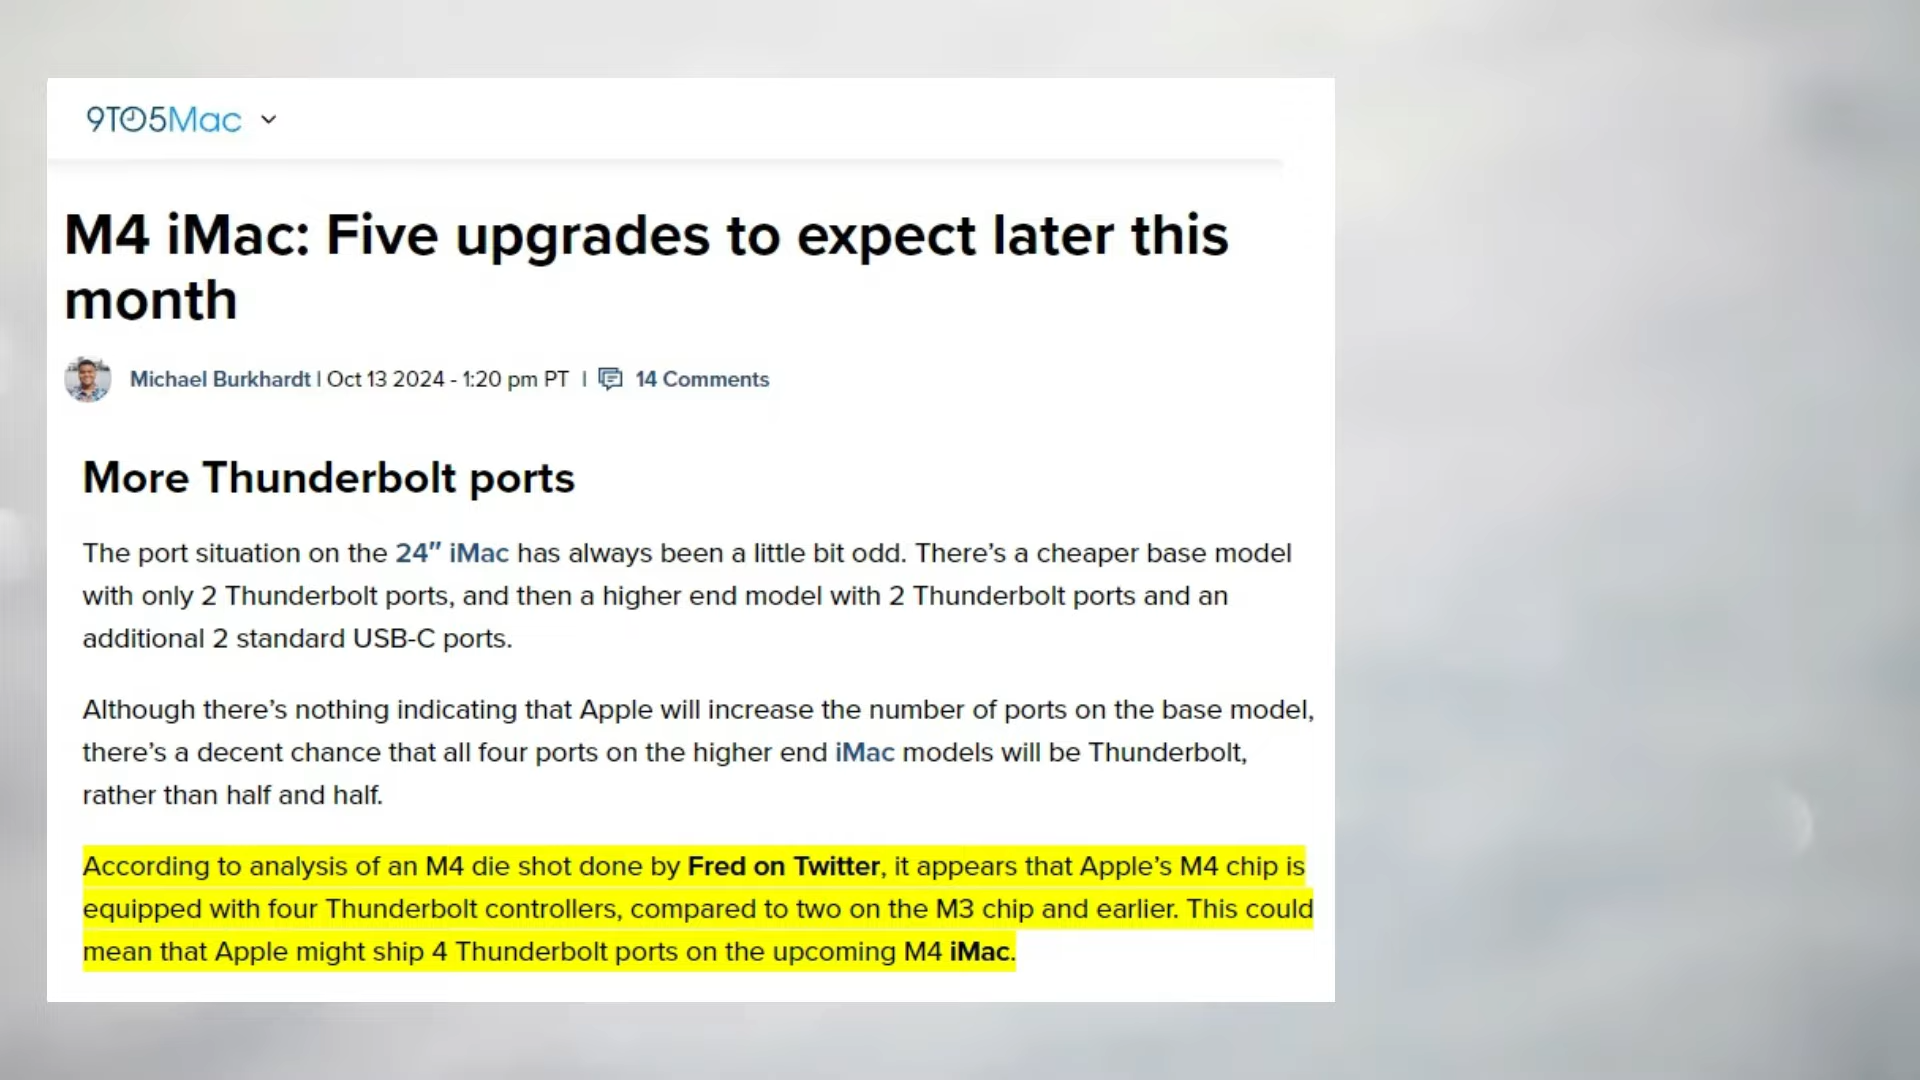 9TO5Mac
M4 iMac: Five upgrades to expect later this
month
Michael Burkhardt | Oct 13 2024 - 1:20 pm PT | 14 Comments
More Thunderbolt ports
The port situation on the 24″ iMac has always been a little bit odd. There’s a cheaper base model
with only 2 Thunderbolt ports, and then a higher end model with 2 Thunderbolt ports and an
additional 2 standard USB-C ports.
Although there’s nothing indicating that Apple will increase the number of ports on the base model,
there’s a decent chance that all four ports on the higher end iMac models will be Thunderbolt,
rather than half and half.
According to analysis of an M4 die shot done by Fred on Twitter, it appears that Apple’s M4 chip is
equipped with four Thunderbolt controllers, compared to two on the M3 chip and earlier. This could
mean that Apple might ship 4 Thunderbolt ports on the upcoming M4 iMac.